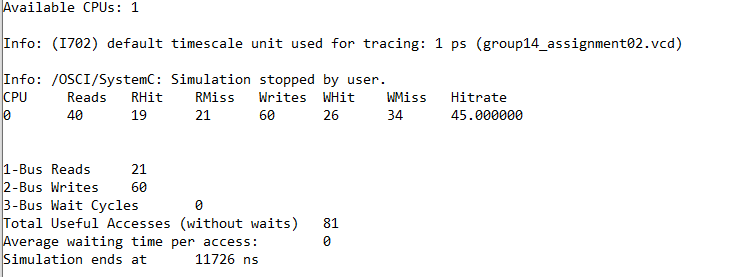 Available CPUs: 1
Info: (I702) default timescale unit used for tracing: 1 ps (group14_assignment02.vcd)
Info: /OSCI/SystemC: Simulation stopped by user.
CPU Reads RHit RMiss Writes WHit WMiss Hitrate
0 40 19 21 60 26 34 45.000000
1-Bus Reads 21
2-Bus Writes 60
3-Bus Wait Cycles 0
Total Useful Accesses (without waits) 81
Average waiting time per access: 0
Simulation ends at 11726 ns